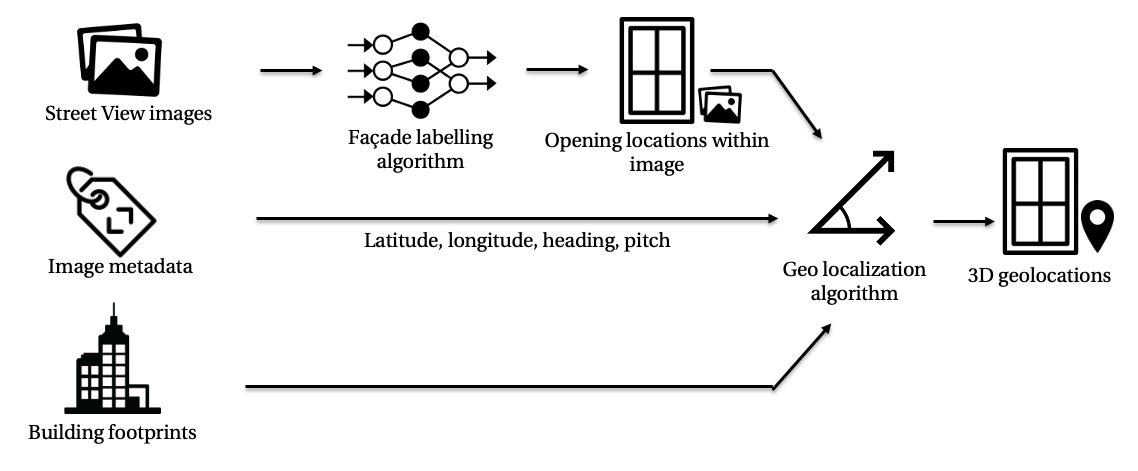 Street View images
Façade labelling
algorithm
Opening locations within
image
Image metadata
Latitude, longitude, heading, pitch
Geo localization
algorithm
3D geolocations
Building footprints